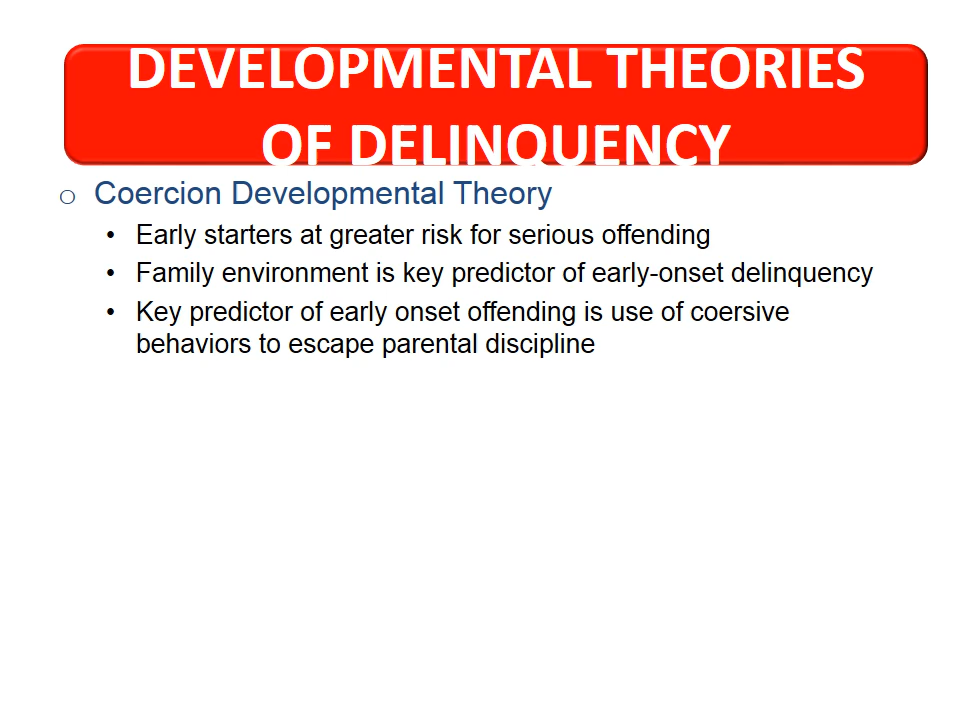 DEVELOPMENTAL THEORIES
OF DELINQUENCY
o Coercion Developmental Theory
• Early starters at greater risk for serious offending
• Family environment is key predictor of early-onset delinquency
• Key predictor of early onset offending is use of coersive
behaviors to escape parental discipline